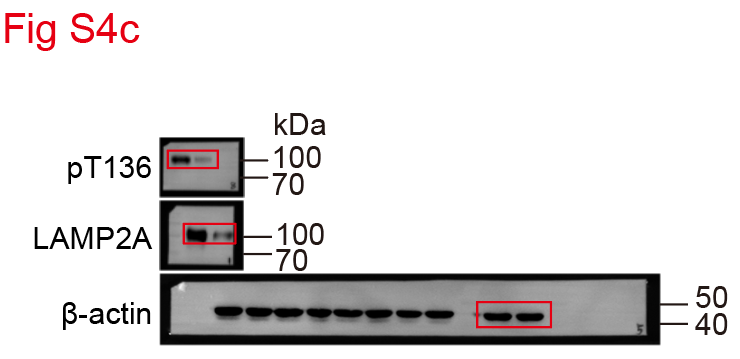 Fig S4c
kDa
pT136
100
70
LAMP2A
100
70
β-actin
50
40